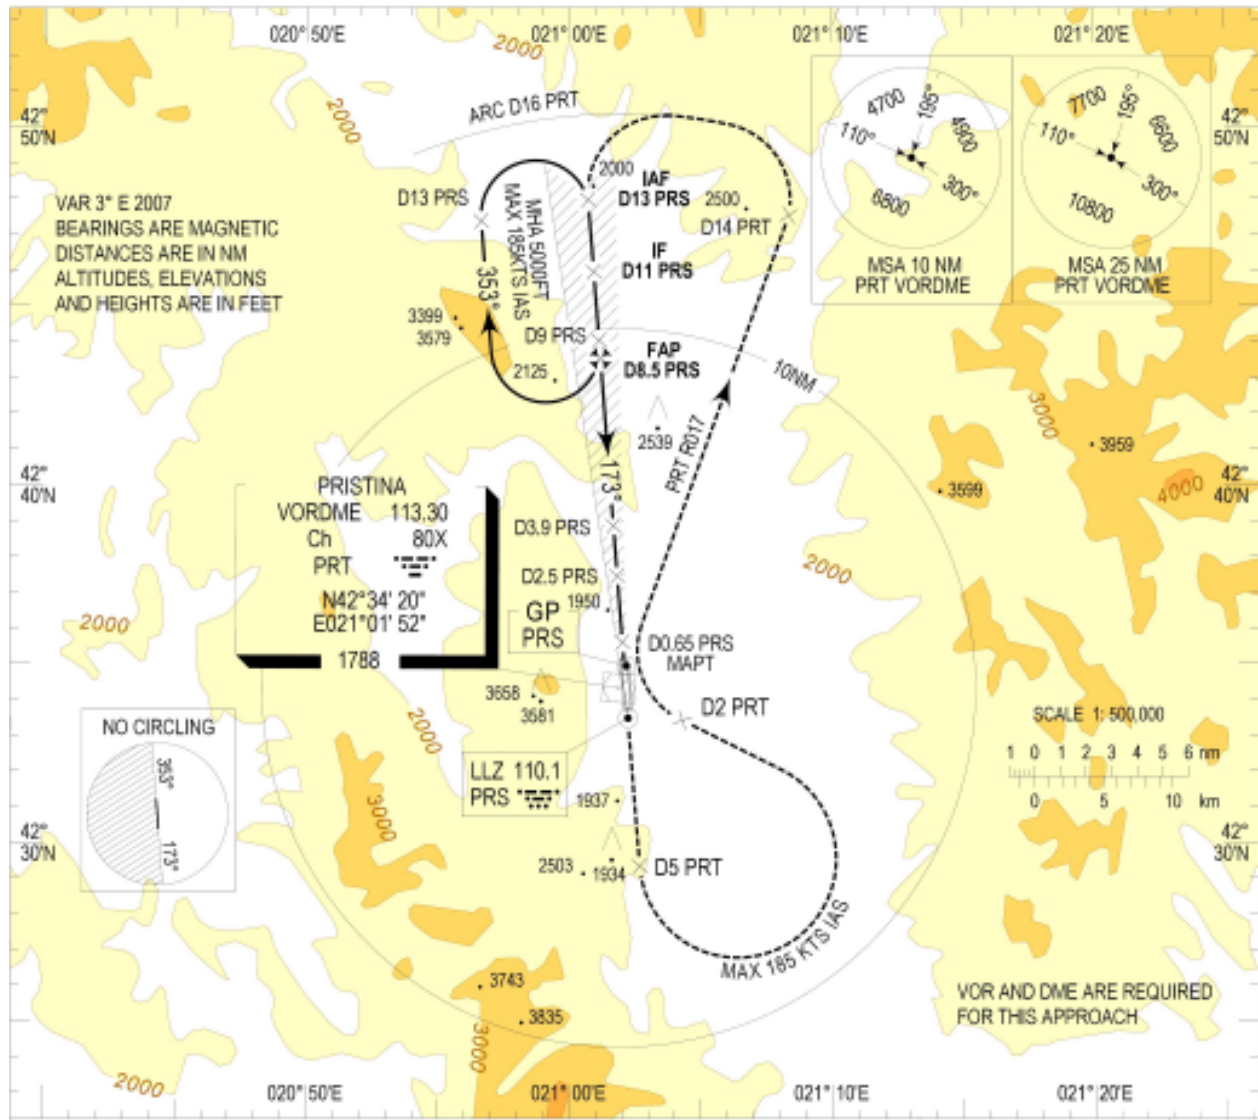 020° 50'E
021° 00'E
021° 10'E
021° 20'E
2000
2000
ARC D16 PRT
42°
50'N
42°
50'N
4700
195°
4900
110°
300°
6800
MSA 10 NM
PRT VORDME
7700
195°
6600
110°
300°
10800
MSA 25 NM
PRT VORDME
VAR 3° E 2007
BEARINGS ARE MAGNETIC
DISTANCES ARE IN NM
ALTITUDES, ELEVATIONS
AND HEIGHTS ARE IN FEET
D13 PRS
2000
IAF
D13 PRS
2500
D14 PRT
MHA 5000FT
MAX 185KTS IAS
353°
IF
D11 PRS
3399
3579
D9 PRS
2125
FAP
D8.5 PRS
10NM
2539
3000
3959
PRT R017
173°
42°
40'N
42°
40'N
3599
4000
PRISTINA
VORDME 113.30
Ch 80X
PRT
N42° 34' 20"
E021° 01' 52"
1788
D3.9 PRS
D2.5 PRS
1950
GP
PRS
2000
2000
D0.65 PRS
MAPT
3658
3581
D2 PRT
2000
SCALE 1: 500,000
1 0 1 2 3 4 5 6 nm
0 5 10 km
NO CIRCLING
353°
173°
LLZ 110.1
PRS
1937
3000
42°
30'N
42°
30'N
2503
1934
D5 PRT
MAX 185 KTS IAS
3743
3835
3000
VOR AND DME ARE REQUIRED
FOR THIS APPROACH
2000
020° 50'E
021° 00'E
021° 10'E
021° 20'E